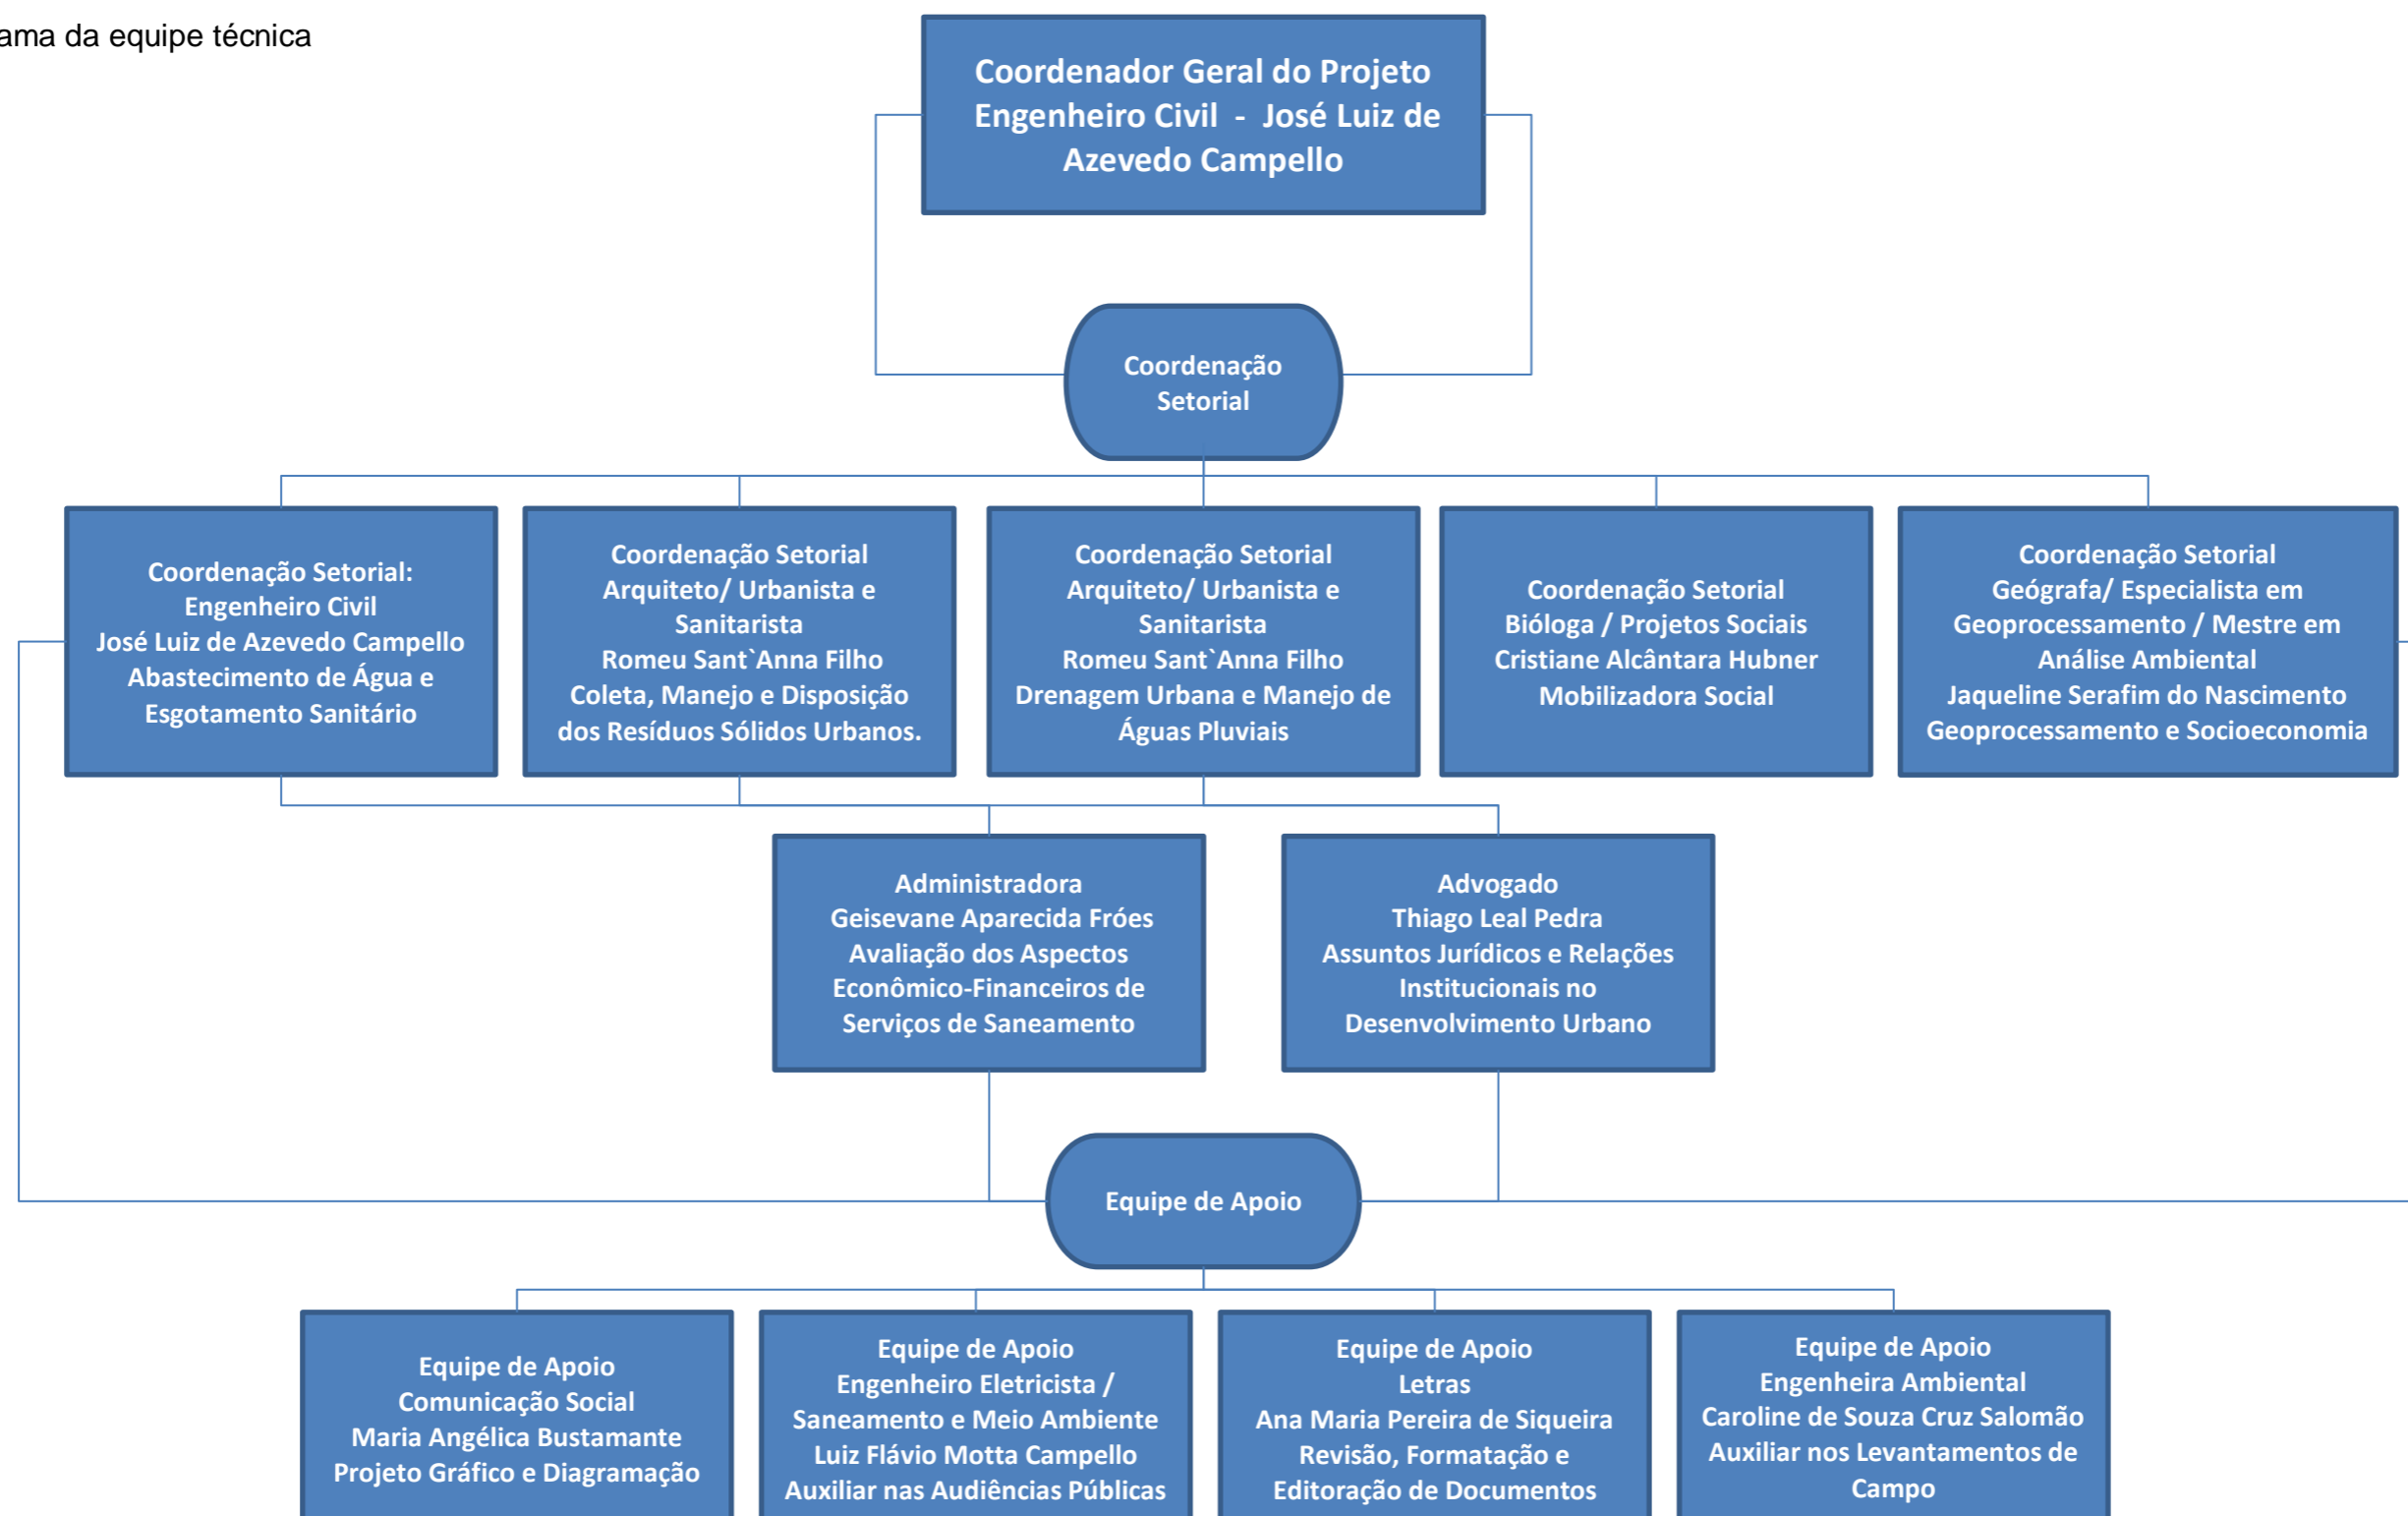 ama da equipe técnica
Coordenador Geral do Projeto
Engenheiro Civil - José Luiz de
Azevedo Campello
Coordenação
Setorial
Coordenação Setorial:
Engenheiro Civil
José Luiz de Azevedo Campello
Abastecimento de Água e
Esgotamento Sanitário
Coordenação Setorial
Arquiteto/ Urbanista e
Sanitarista
Romeu Sant`Anna Filho
Coleta, Manejo e Disposição
dos Resíduos Sólidos Urbanos.
Coordenação Setorial
Arquiteto/ Urbanista e
Sanitarista
Romeu Sant`Anna Filho
Drenagem Urbana e Manejo de
Águas Pluviais
Coordenação Setorial
Bióloga / Projetos Sociais
Cristiane Alcântara Hubner
Mobilizadora Social
Coordenação Setorial
Geógrafa/ Especialista em
Geoprocessamento / Mestre em
Análise Ambiental
Jaqueline Serafim do Nascimento
Geoprocessamento e Socioeconomia
Administradora
Geisevane Aparecida Fróes
Avaliação dos Aspectos
Econômico-Financeiros de
Serviços de Saneamento
Advogado
Thiago Leal Pedra
Assuntos Jurídicos e Relações
Institucionais no
Desenvolvimento Urbano
Equipe de Apoio
Equipe de Apoio
Comunicação Social
Maria Angélica Bustamante
Projeto Gráfico e Diagramação
Equipe de Apoio
Engenheiro Eletricista /
Saneamento e Meio Ambiente
Luiz Flávio Motta Campello
Auxiliar nas Audiências Públicas
Equipe de Apoio
Letras
Ana Maria Pereira de Siqueira
Revisão, Formatação e
Editoração de Documentos
Equipe de Apoio
Engenheira Ambiental
Caroline de Souza Cruz Salomão
Auxiliar nos Levantamentos de
Campo